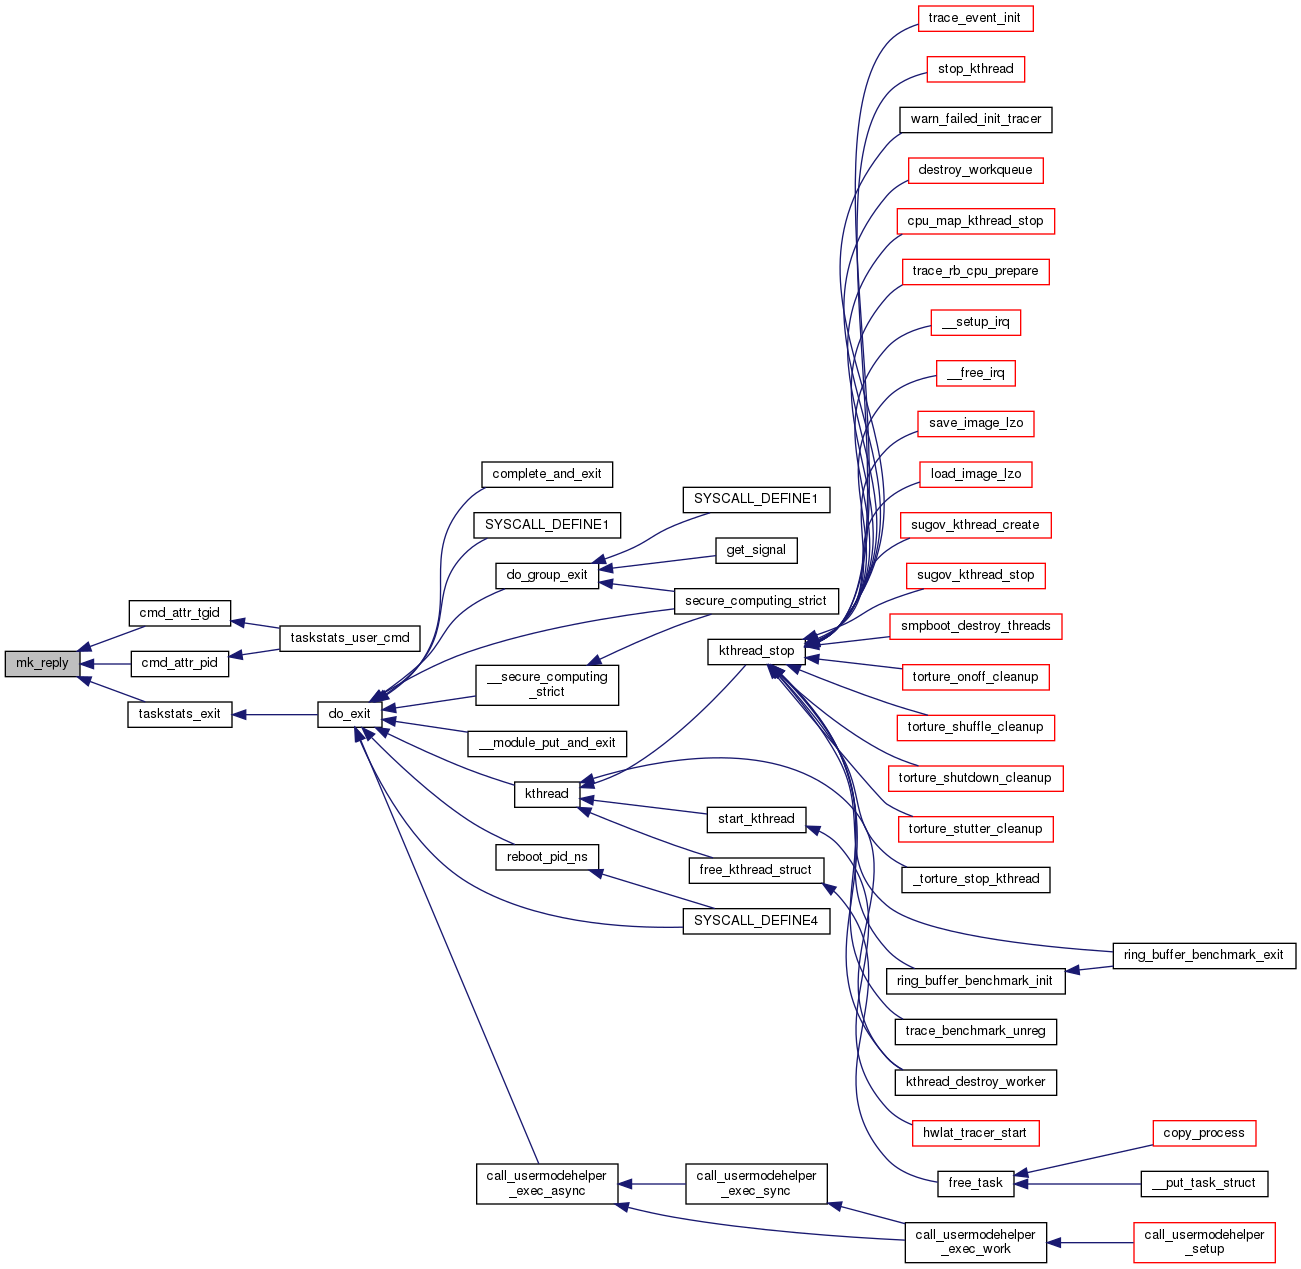 trace_event_init
stop_kthread
warn_failed_init_tracer
destroy_workqueue
cpu_map_kthread_stop
trace_rb_cpu_prepare
__setup_irq
__free_irq
save_image_lzo
load_image_lzo
complete_and_exit
SYSCALL_DEFINE1
SYSCALL_DEFINE1
sugov_kthread_create
get_signal
do_group_exit
sugov_kthread_stop
secure_computing_strict
cmd_attr_tgid
taskstats_user_cmd
smpboot_destroy_threads
kthread_stop
mk_reply
cmd_attr_pid
__secure_computing
_strict
torture_onoff_cleanup
taskstats_exit
do_exit
torture_shuffle_cleanup
__module_put_and_exit
torture_shutdown_cleanup
kthread
start_kthread
torture_stutter_cleanup
reboot_pid_ns
free_kthread_struct
_torture_stop_kthread
SYSCALL_DEFINE4
ring_buffer_benchmark_exit
ring_buffer_benchmark_init
trace_benchmark_unreg
kthread_destroy_worker
hwlat_tracer_start
copy_process
call_usermodehelper
_exec_async
call_usermodehelper
_exec_sync
free_task
__put_task_struct
call_usermodehelper
_exec_work
call_usermodehelper
_setup